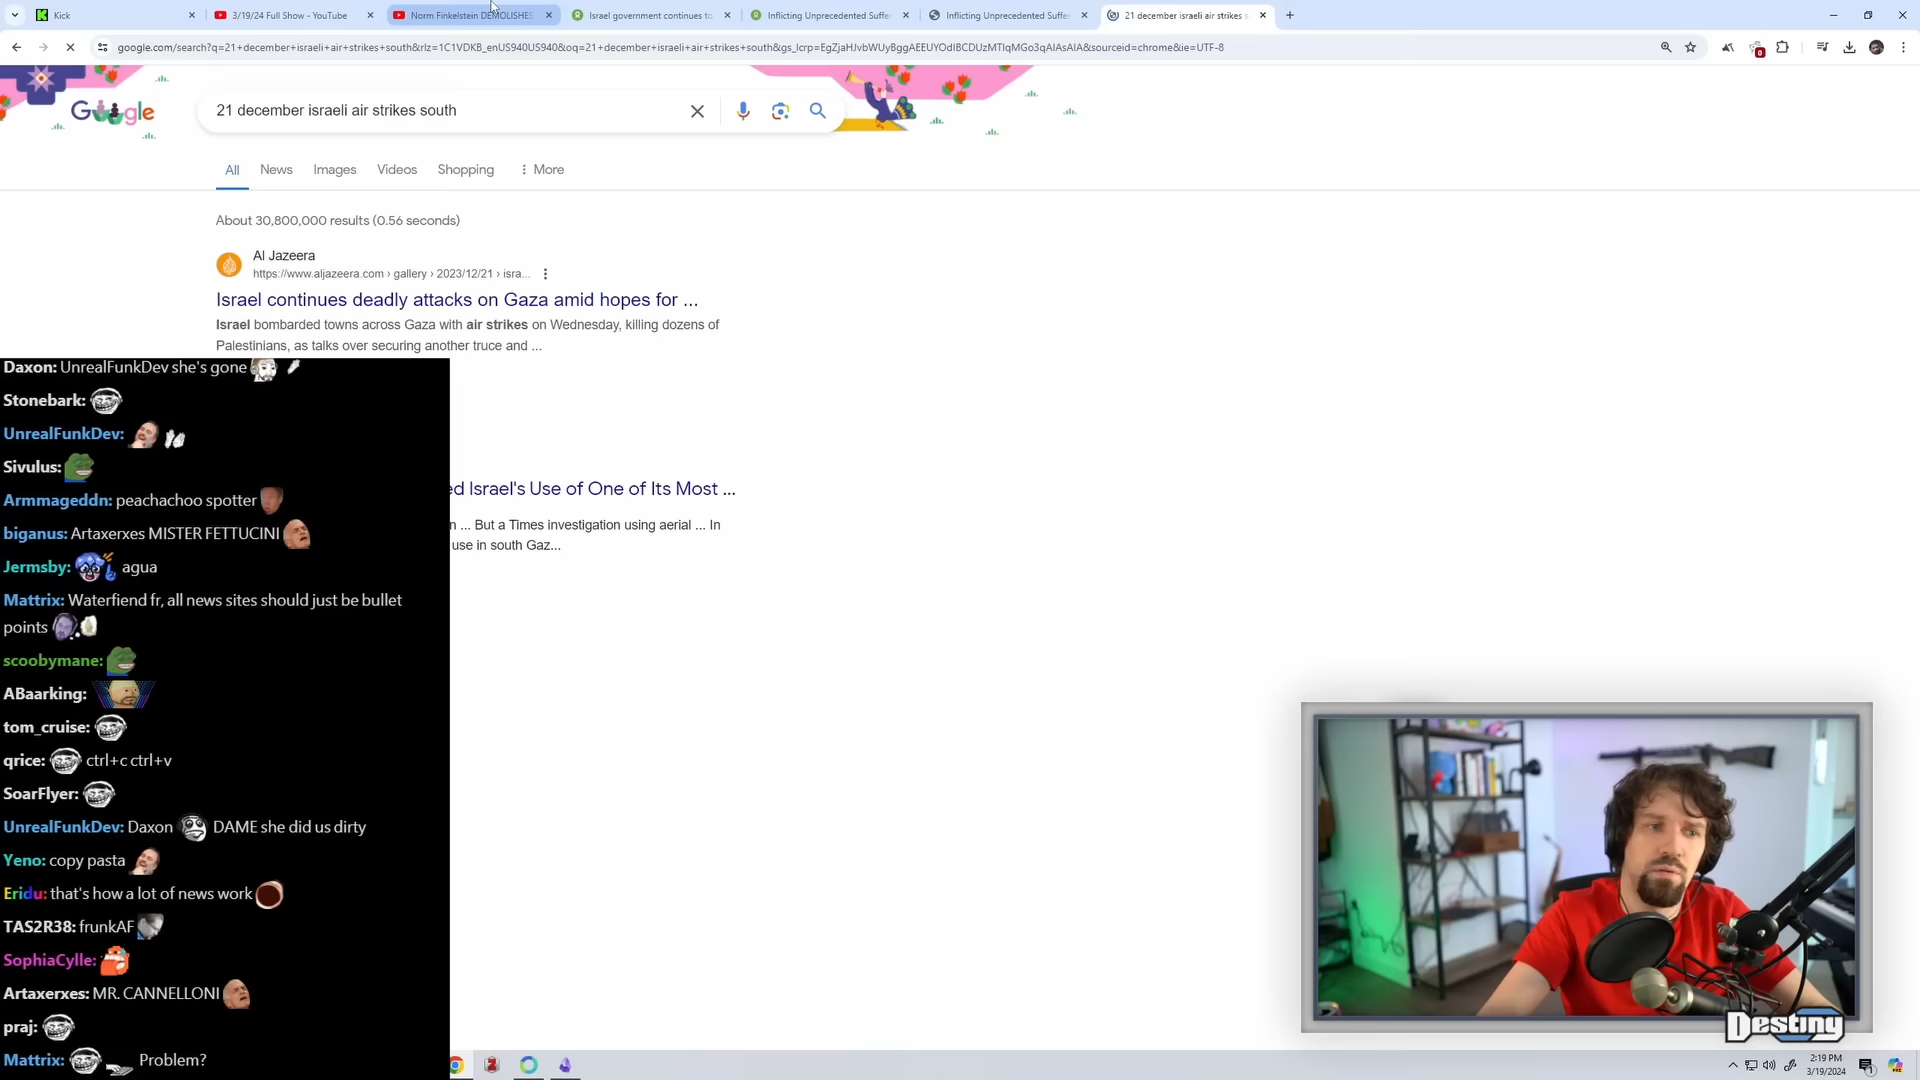 Kick
3/19/24 Full Show - YouTube
Norm Finkelstein DEMOLISHES
Israel government continues to
Inflicting Unprecedented Suffe
Inflicting Unprecedented Suffe
21 december israeli air strikes s
google.com/search?q=21+december+israeli+air+strikes+south&rlz=1C1VDKB_enUS940US940&oq=21+december+israeli+air+strikes+south&gs_lcrp=EgZjaHJvbWUyBggAEEUYOdIBCDUzMTlqMGo3qAIAsAIA&sourceid=chrome&ie=UTF-8
0
Google
21 december israeli air strikes south
All News Images Videos Shopping More
About 30,800,000 results (0.56 seconds)
Al Jazeera
https://www.aljazeera.com › gallery › 2023/12/21 › isra...
Israel continues deadly attacks on Gaza amid hopes for ...
Israel bombarded towns across Gaza with air strikes on Wednesday, killing dozens of
Palestinians, as talks over securing another truce and ...
ed Israel's Use of One of Its Most ...
n ... But a Times investigation using aerial ... In
use in south Gaz...
Daxon: UnrealFunkDev she's gone
Stonebark:
UnrealFunkDev:
Sivulus:
Armmageddn: peachachoo spotter
biganus: Artaxerxes MISTER FETTUCINI
Jermsby: agua
Mattrix: Waterfiend fr, all news sites should just be bullet
points
scoobymane:
ABaarking:
tom_cruise:
qrice: ctrl+c ctrl+v
SoarFlyer:
UnrealFunkDev: Daxon DAME she did us dirty
Yeno: copy pasta
Eridu: that's how a lot of news work
TAS2R38: frunkAF
SophiaCylle:
Artaxerxes: MR. CANNELLONI
praj:
Mattrix: Problem?
Destiny
2:19 PM
3/19/2024